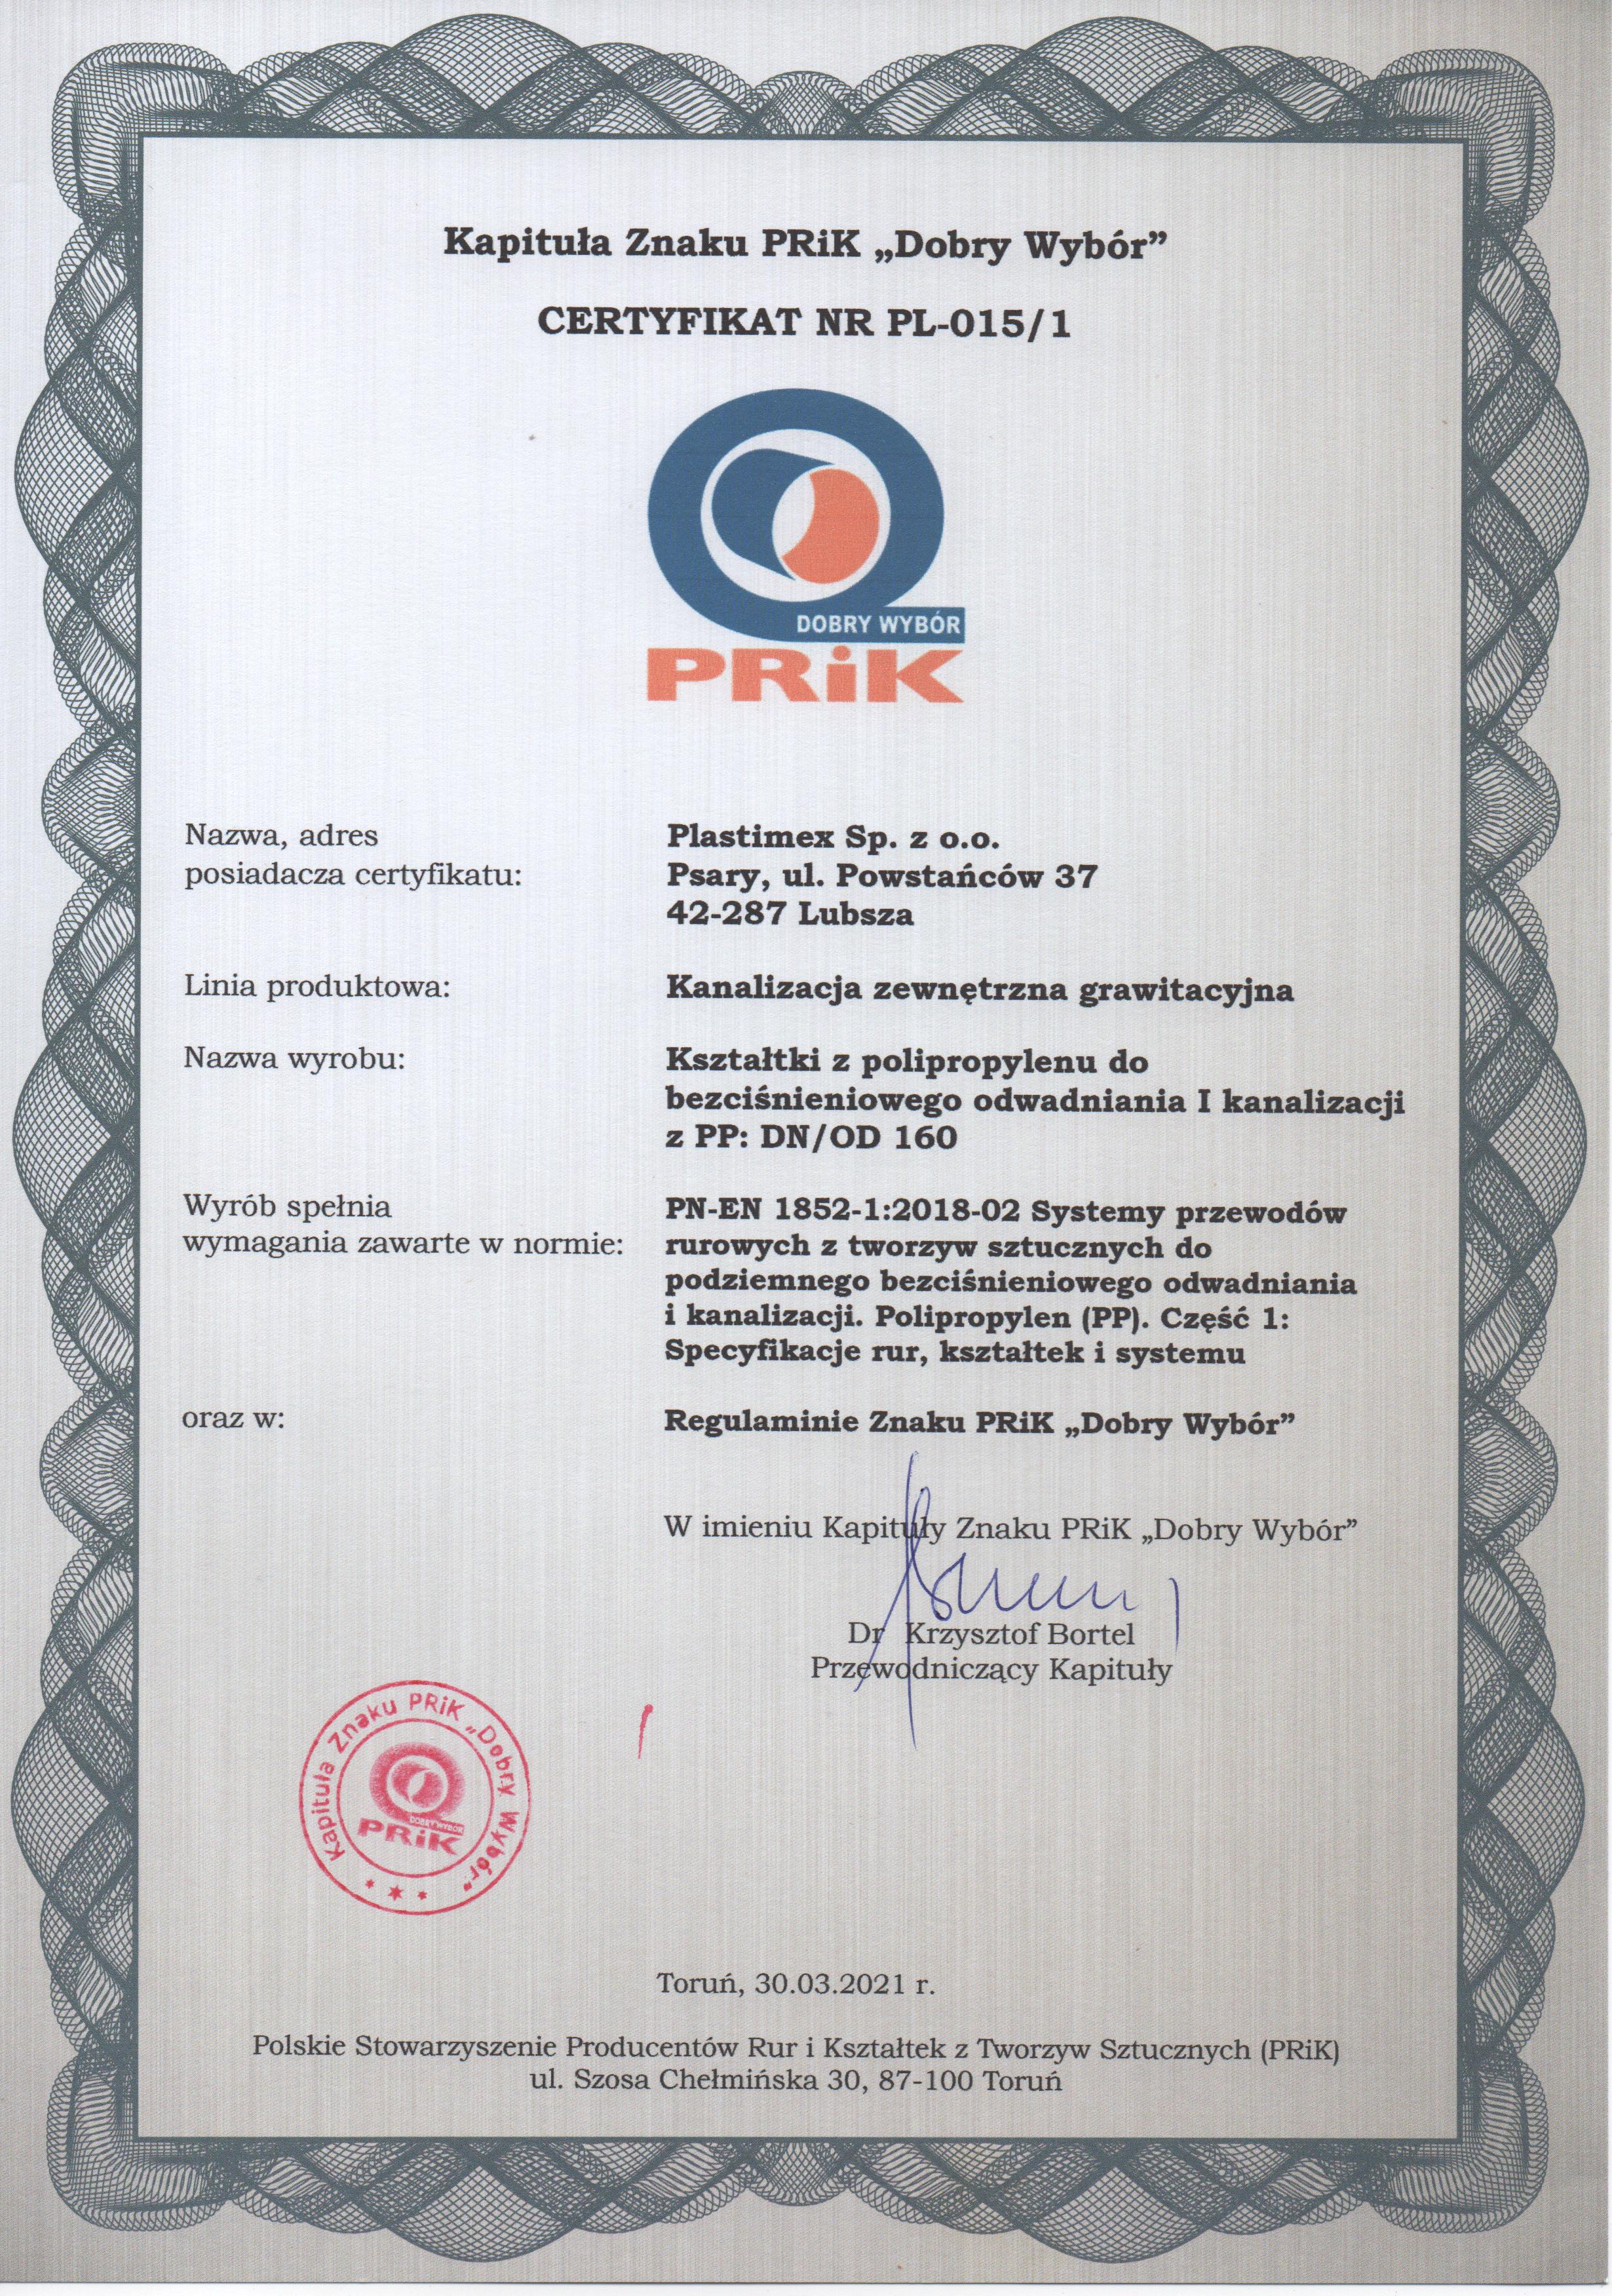 Kapituła Znaku PRiK „Dobry Wybór”
CERTYFIKAT NR PL-015/1
DOBRY WYBÓR
PRiK
Nazwa, adres
posiadacza certyfikatu:
Plastimex Sp. z o.o.
Psary, ul. Powstańców 37
42-287 Lubsza
Linia produktowa:
Kanalizacja zewnętrzna grawitacyjna
Nazwa wyrobu:
Kształtki z polipropylenu do
bezciśnieniowego odwadniania I kanalizacji
z PP: DN/OD 160
Wyrób spełnia
wymagania zawarte w normie:
PN-EN 1852-1:2018-02 Systemy przewodów
rurowych z tworzyw sztucznych do
podziemnego bezciśnieniowego odwadniania
i kanalizacji. Polipropylen (PP). Część 1:
Specyfikacje rur, kształtek i systemu
oraz w:
Regulaminie Znaku PRiK „Dobry Wybór”
W imieniu Kapituły Znaku PRiK „Dobry Wybór”
Dr Krzysztof Bortel
Przewodniczący Kapituły
Kapituła Znaku PRiK „Dobry Wybór”
DOBRY WYBÓR
PRiK
Toruń, 30.03.2021 r.
Polskie Stowarzyszenie Producentów Rur i Kształtek z Tworzyw Sztucznych (PRiK)
ul. Szosa Chełmińska 30, 87-100 Toruń